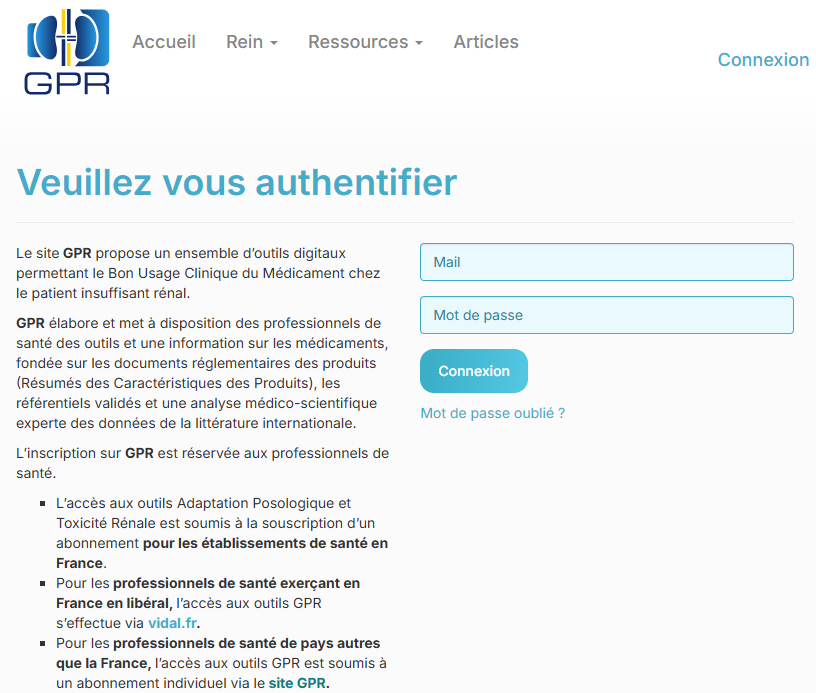 GPR
Accueil
Rein
Ressources
Articles
Connexion
Veuillez vous authentifier
Le site GPR propose un ensemble d’outils digitaux
permettant le Bon Usage Clinique du Médicament chez
le patient insuffisant rénal.
GPR élabore et met à disposition des professionnels de
santé des outils et une information sur les médicaments,
fondée sur les documents réglementaires des produits
(Résumés des Caractéristiques des Produits), les
référentiels validés et une analyse médico-scientifique
experte des données de la littérature internationale.
L’inscription sur GPR est réservée aux professionnels de
santé.
L’accès aux outils Adaptation Posologique et
Toxicité Rénale est soumis à la souscription d’un
abonnement pour les établissements de santé en
France.
Pour les professionnels de santé exerçant en
France en libéral, l’accès aux outils GPR
s’effectue via vidal.fr.
Pour les professionnels de santé de pays autres
que la France, l’accès aux outils GPR est soumis à
un abonnement individuel via le site GPR.
Mail
Mot de passe
Connexion
Mot de passe oublié ?